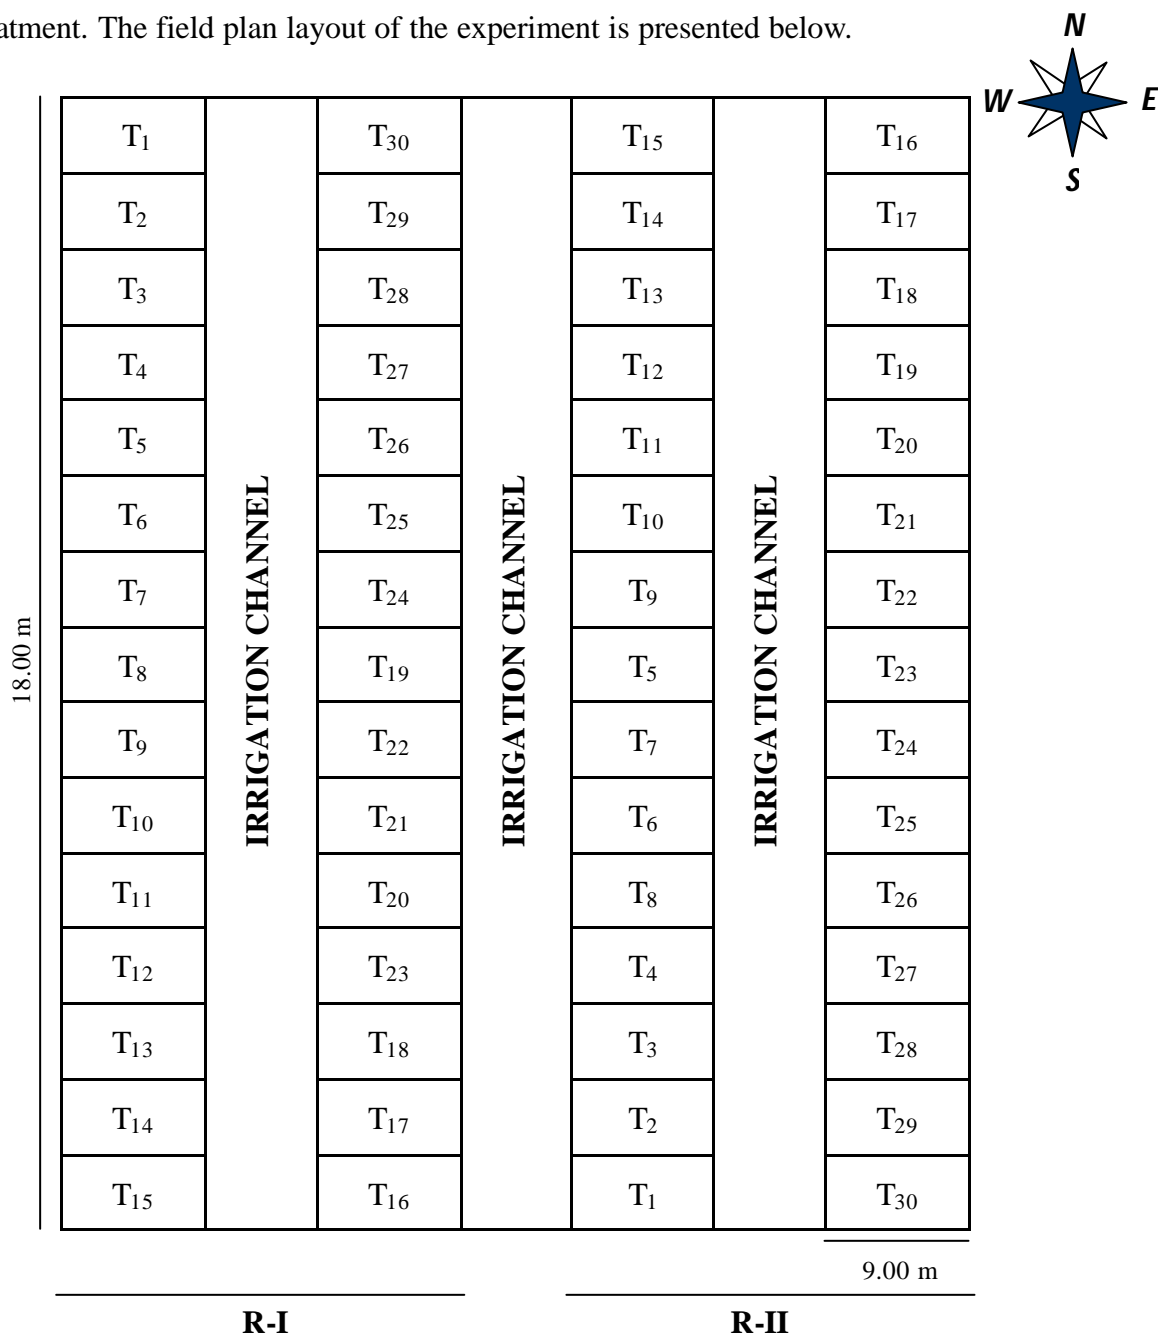 atment. The field plan layout of the experiment is presented below.
N
W E
S
T1 T30 T15 T16
T2 T29 T14 T17
T3 T28 T13 T18
T4 T27 T12 T19
T5 T26 T11 T20
T6 T25 T10 T21
T7 T24 T9 T22
T8 T19 T5 T23
T9 T22 T7 T24
T10 T21 T6 T25
T11 T20 T8 T26
T12 T23 T4 T27
T13 T18 T3 T28
T14 T17 T2 T29
T15 T16 T1 T30
IRRIGATION CHANNEL
IRRIGATION CHANNEL
IRRIGATION CHANNEL
18.00 m
9.00 m
R-I R-II